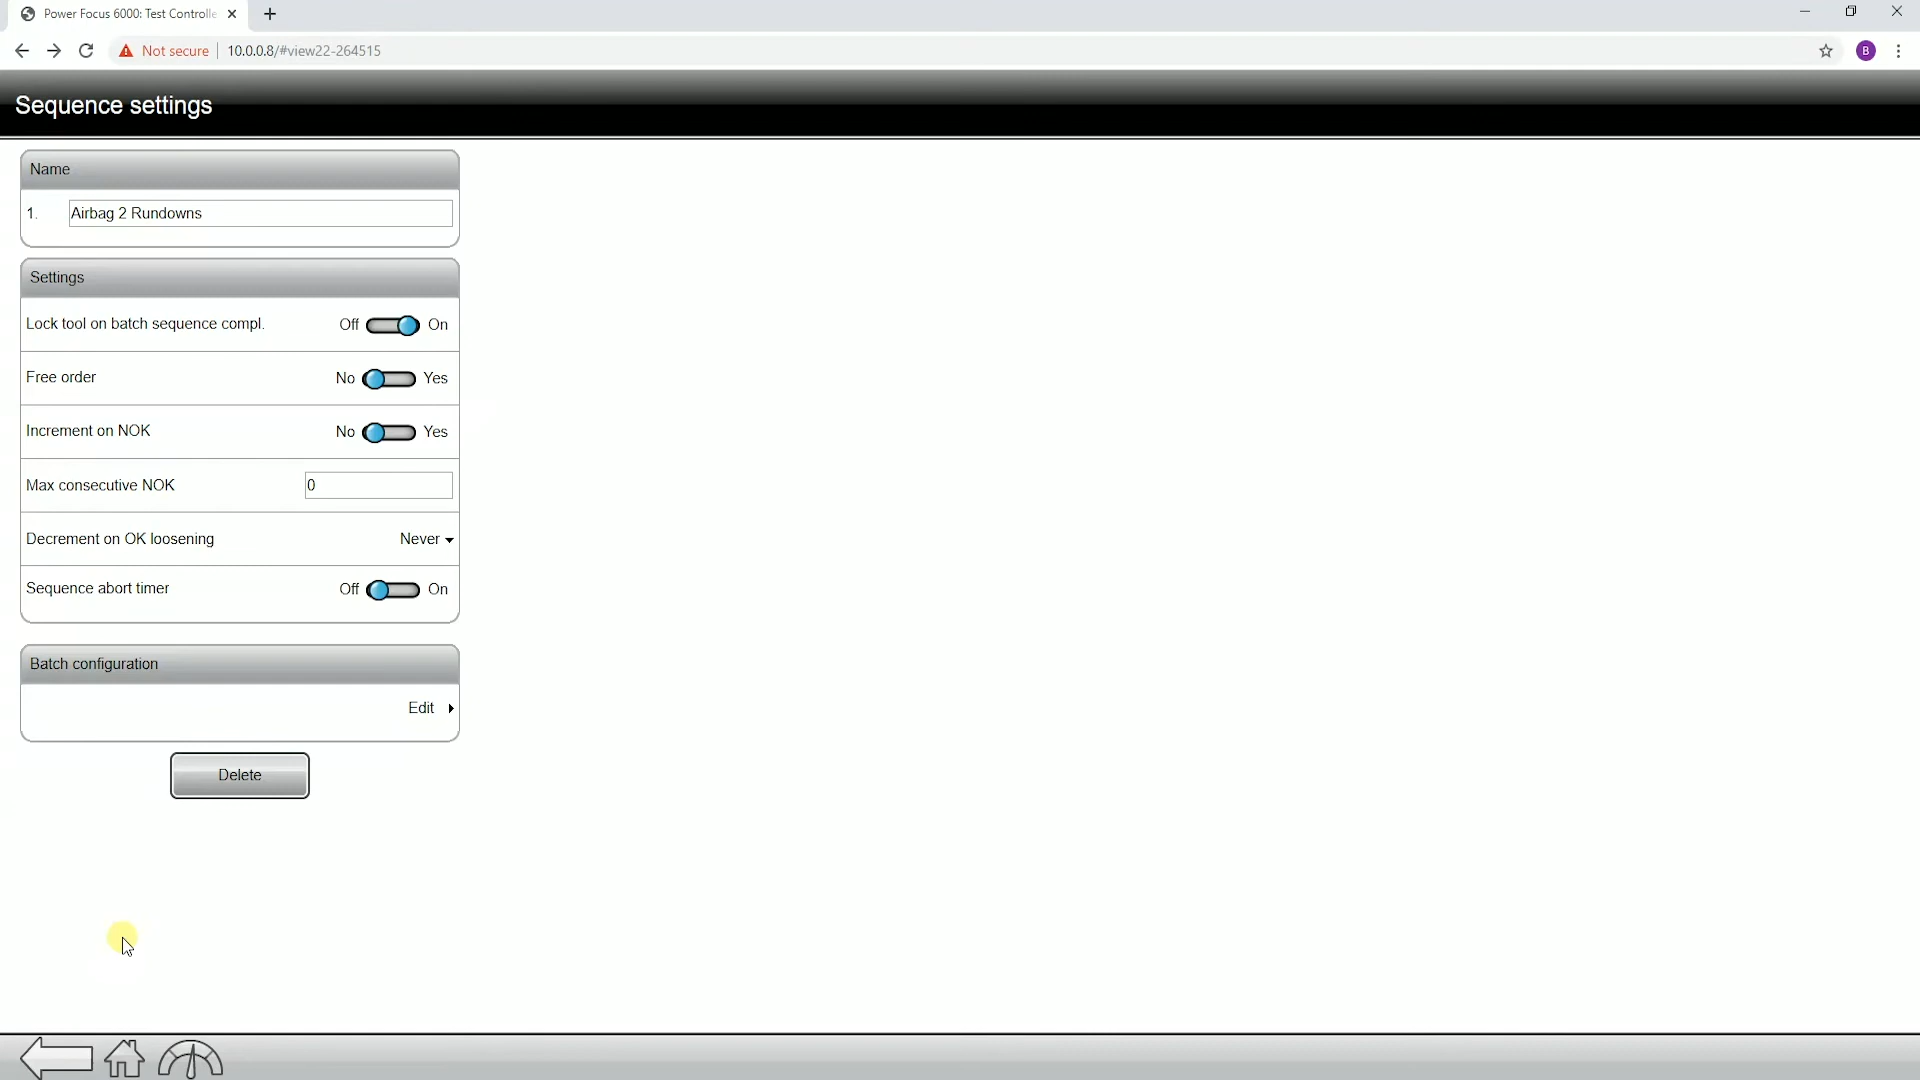 Power Focus 6000: Test Controlle
Not secure
10.0.0.8/#view22-264515
B
Sequence settings
Name
1. Airbag 2 Rundowns
Settings
Lock tool on batch sequence compl. Off On
Free order No Yes
Increment on NOK No Yes
Max consecutive NOK 0
Decrement on OK loosening Never
Sequence abort timer Off On
Batch configuration
Edit
Delete